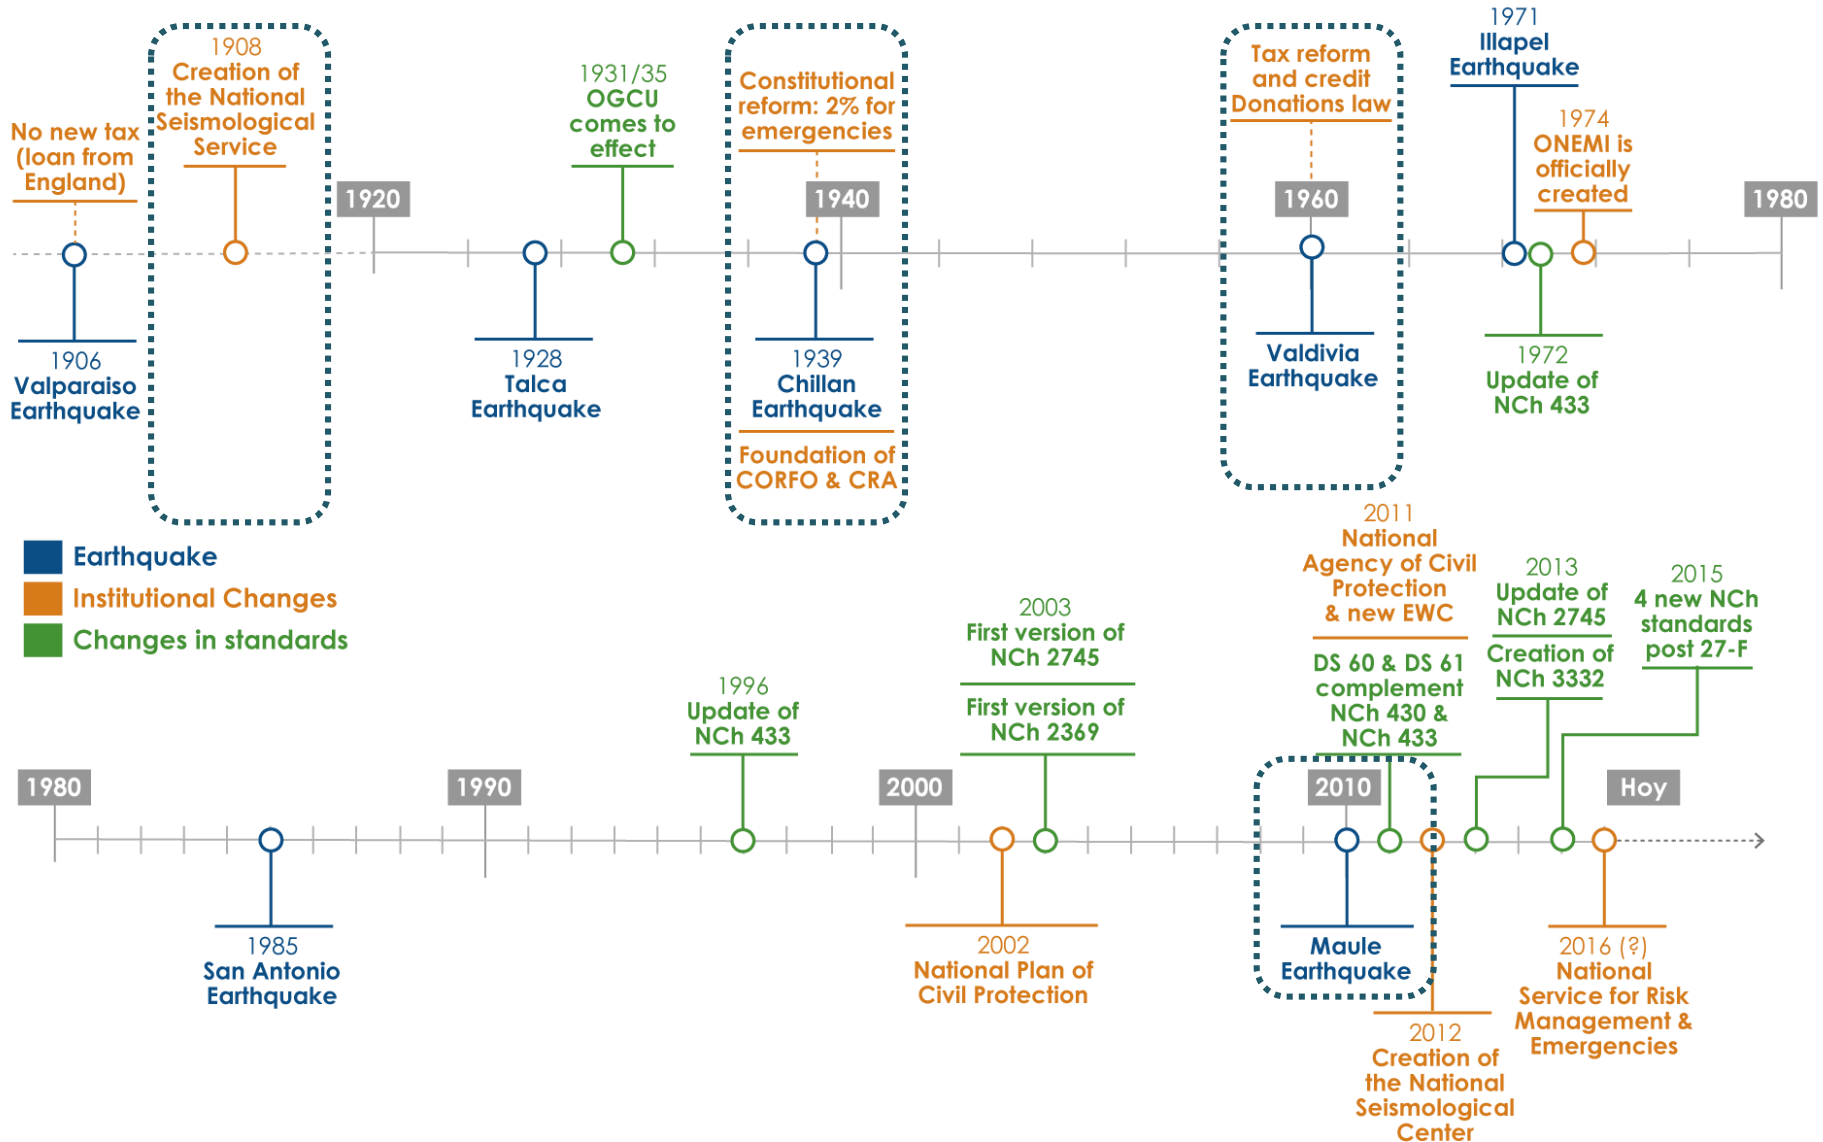 No new tax
(loan from
England)
1906
Valparaiso
Earthquake
1908
Creation of
the National
Seismological
Service
1920
1928
Talca
Earthquake
1931/35
OGCU
comes to
effect
Constitutional
reform: 2% for
emergencies
1940
1939
Chillan
Earthquake
Foundation of
CORFO & CRA
Tax reform
and credit
Donations law
1960
Valdivia
Earthquake
1971
Illapel
Earthquake
1972
Update of
NCh 433
1974
ONEMI is
officially
created
1980
Earthquake
Institutional Changes
Changes in standards
1980
1985
San Antonio
Earthquake
1990
1996
Update of
NCh 433
2000
2002
National Plan of
Civil Protection
2003
First version of
NCh 2745
First version of
NCh 2369
2010
Maule
Earthquake
2011
National
Agency of Civil
Protection
& new EWC
DS 60 & DS 61
complement
NCh 430 &
NCh 433
2012
Creation of
the National
Seismological
Center
2013
Update of
NCh 2745
Creation of
NCh 3332
2015
4 new NCh
standards
post 27-F
Hoy
2016 (?)
National
Service for Risk
Management &
Emergencies